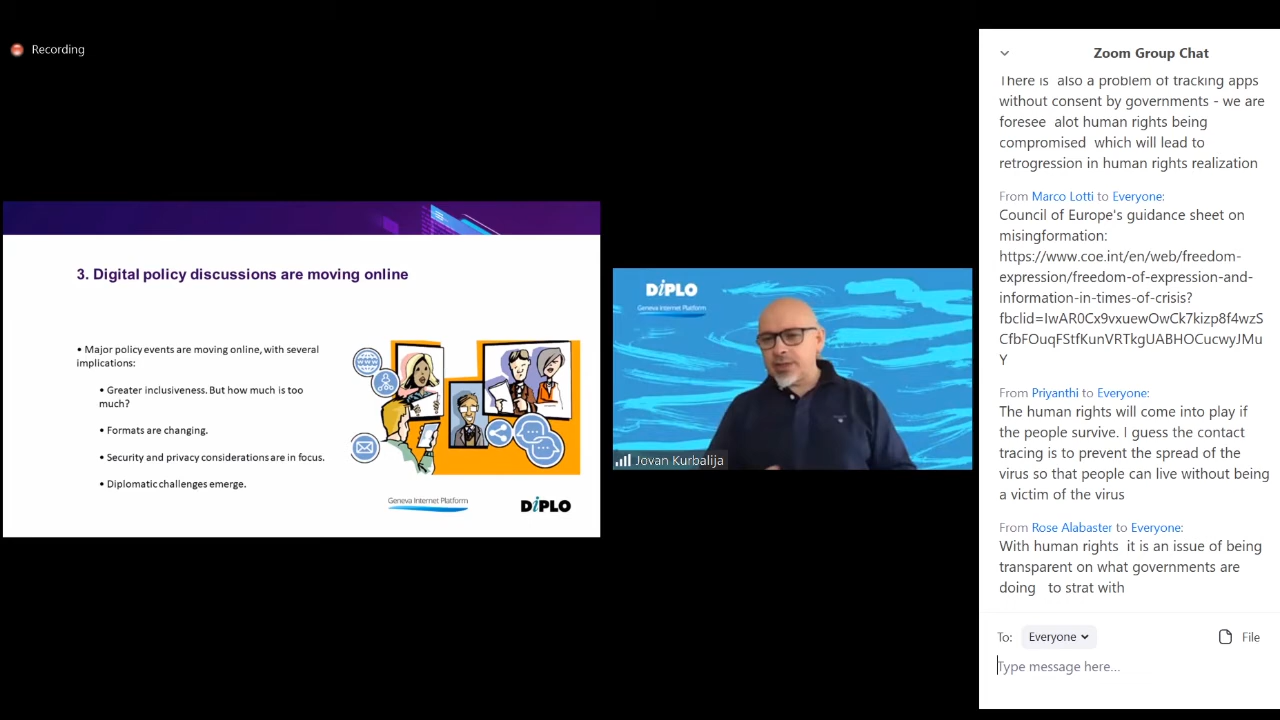 Recording
3. Digital policy discussions are moving online
• Major policy events are moving online, with several
implications:
• Greater inclusiveness. But how much is too
much?
• Formats are changing.
• Security and privacy considerations are in focus.
• Diplomatic challenges emerge.
Geneva Internet Platform
DiPLO
DiPLO
Geneva Internet Platform
Jovan Kurbalija
Zoom Group Chat
There is also a problem of tracking apps
without consent by governments - we are
foresee alot human rights being
compromised which will lead to
retrogression in human rights realization
From Marco Lotti to Everyone:
Council of Europe's guidance sheet on
misingformation:
https://www.coe.int/en/web/freedom-
expression/freedom-of-expression-and-
information-in-times-of-crisis?
fbclid=IwAR0Cx9vxuewOwCk7kizp8f4wzS
CfbFOuqFStfKunVRTkgUABHOCucwyJMu
Y
From Priyanthi to Everyone:
The human rights will come into play if
the people survive. I guess the contact
tracing is to prevent the spread of the
virus so that people can live without being
a victim of the virus
From Rose Alabaster to Everyone:
With human rights it is an issue of being
transparent on what governments are
doing to strat with
To: Everyone File
Type message here...